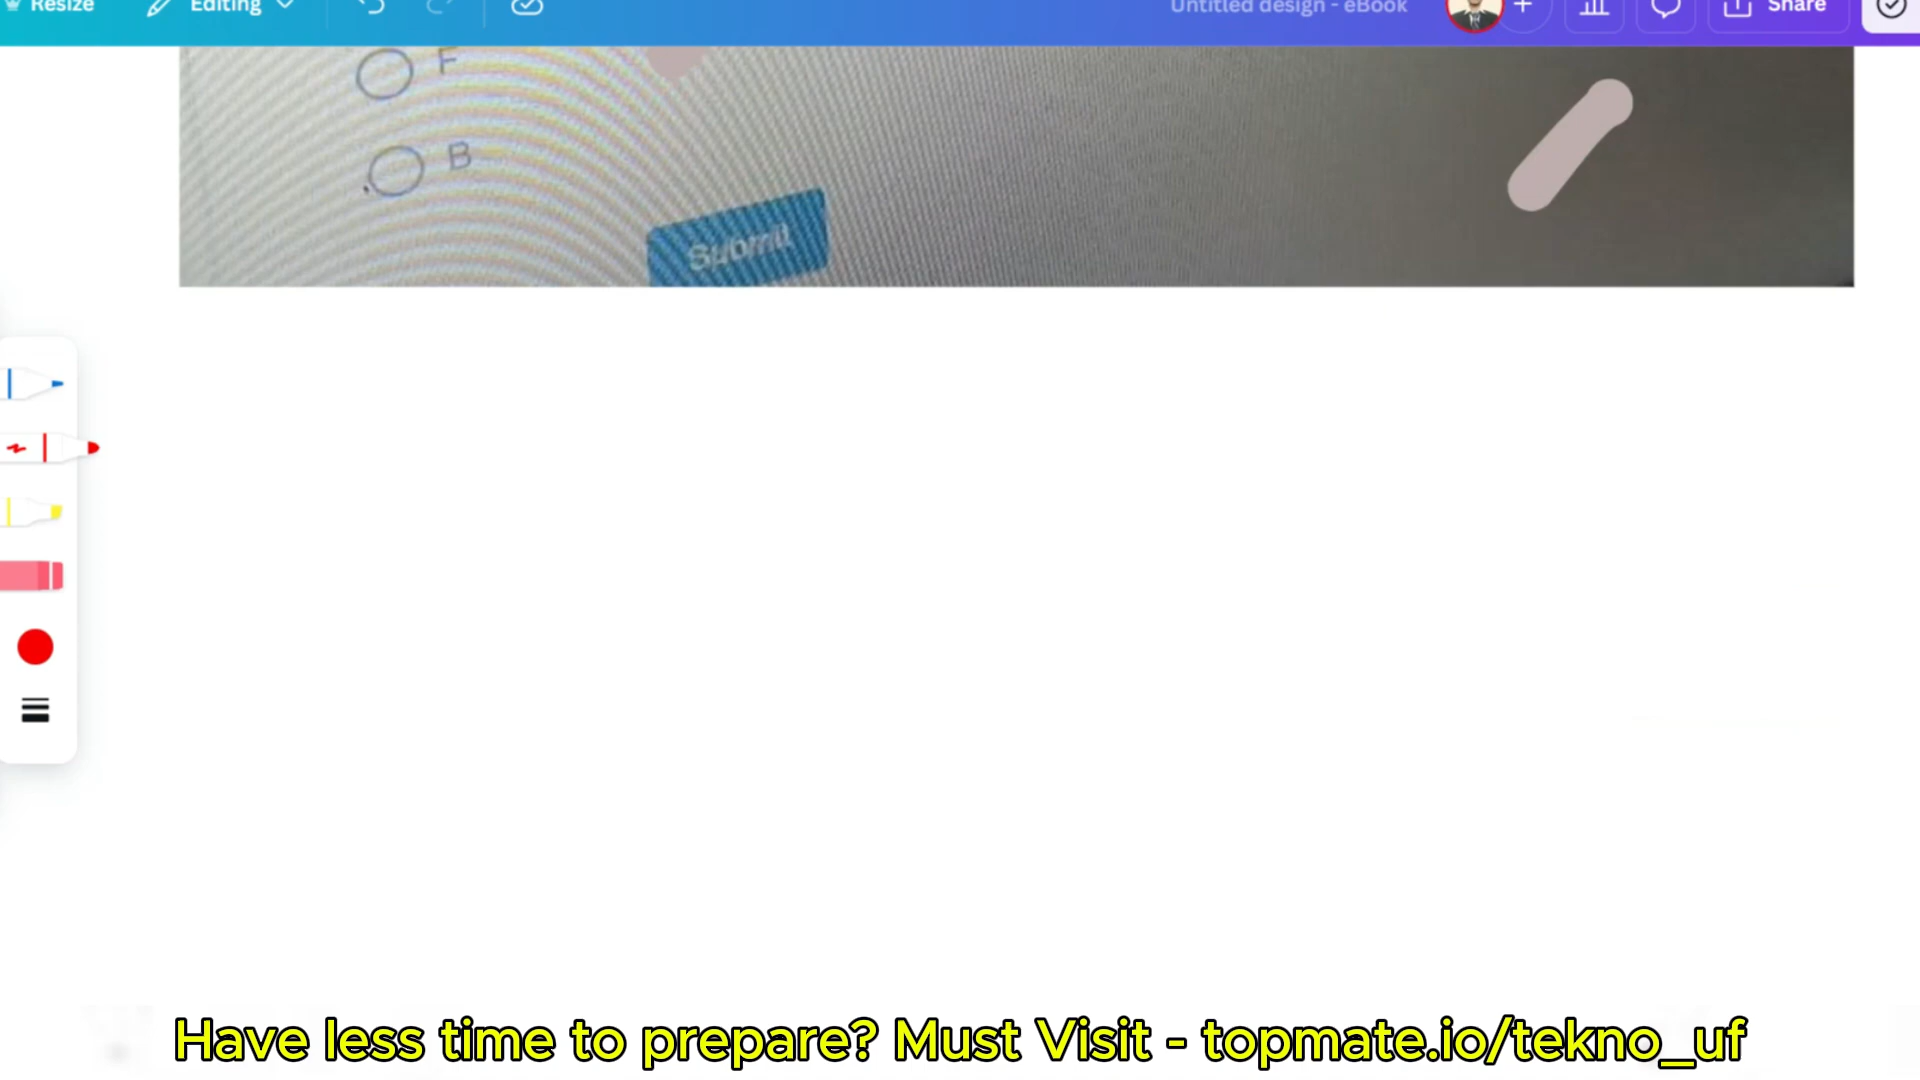 Resize Editing Untitled design - eBook Share
F
B
Submit
Have less time to prepare? Must Visit - topmate.io/tekno_uf